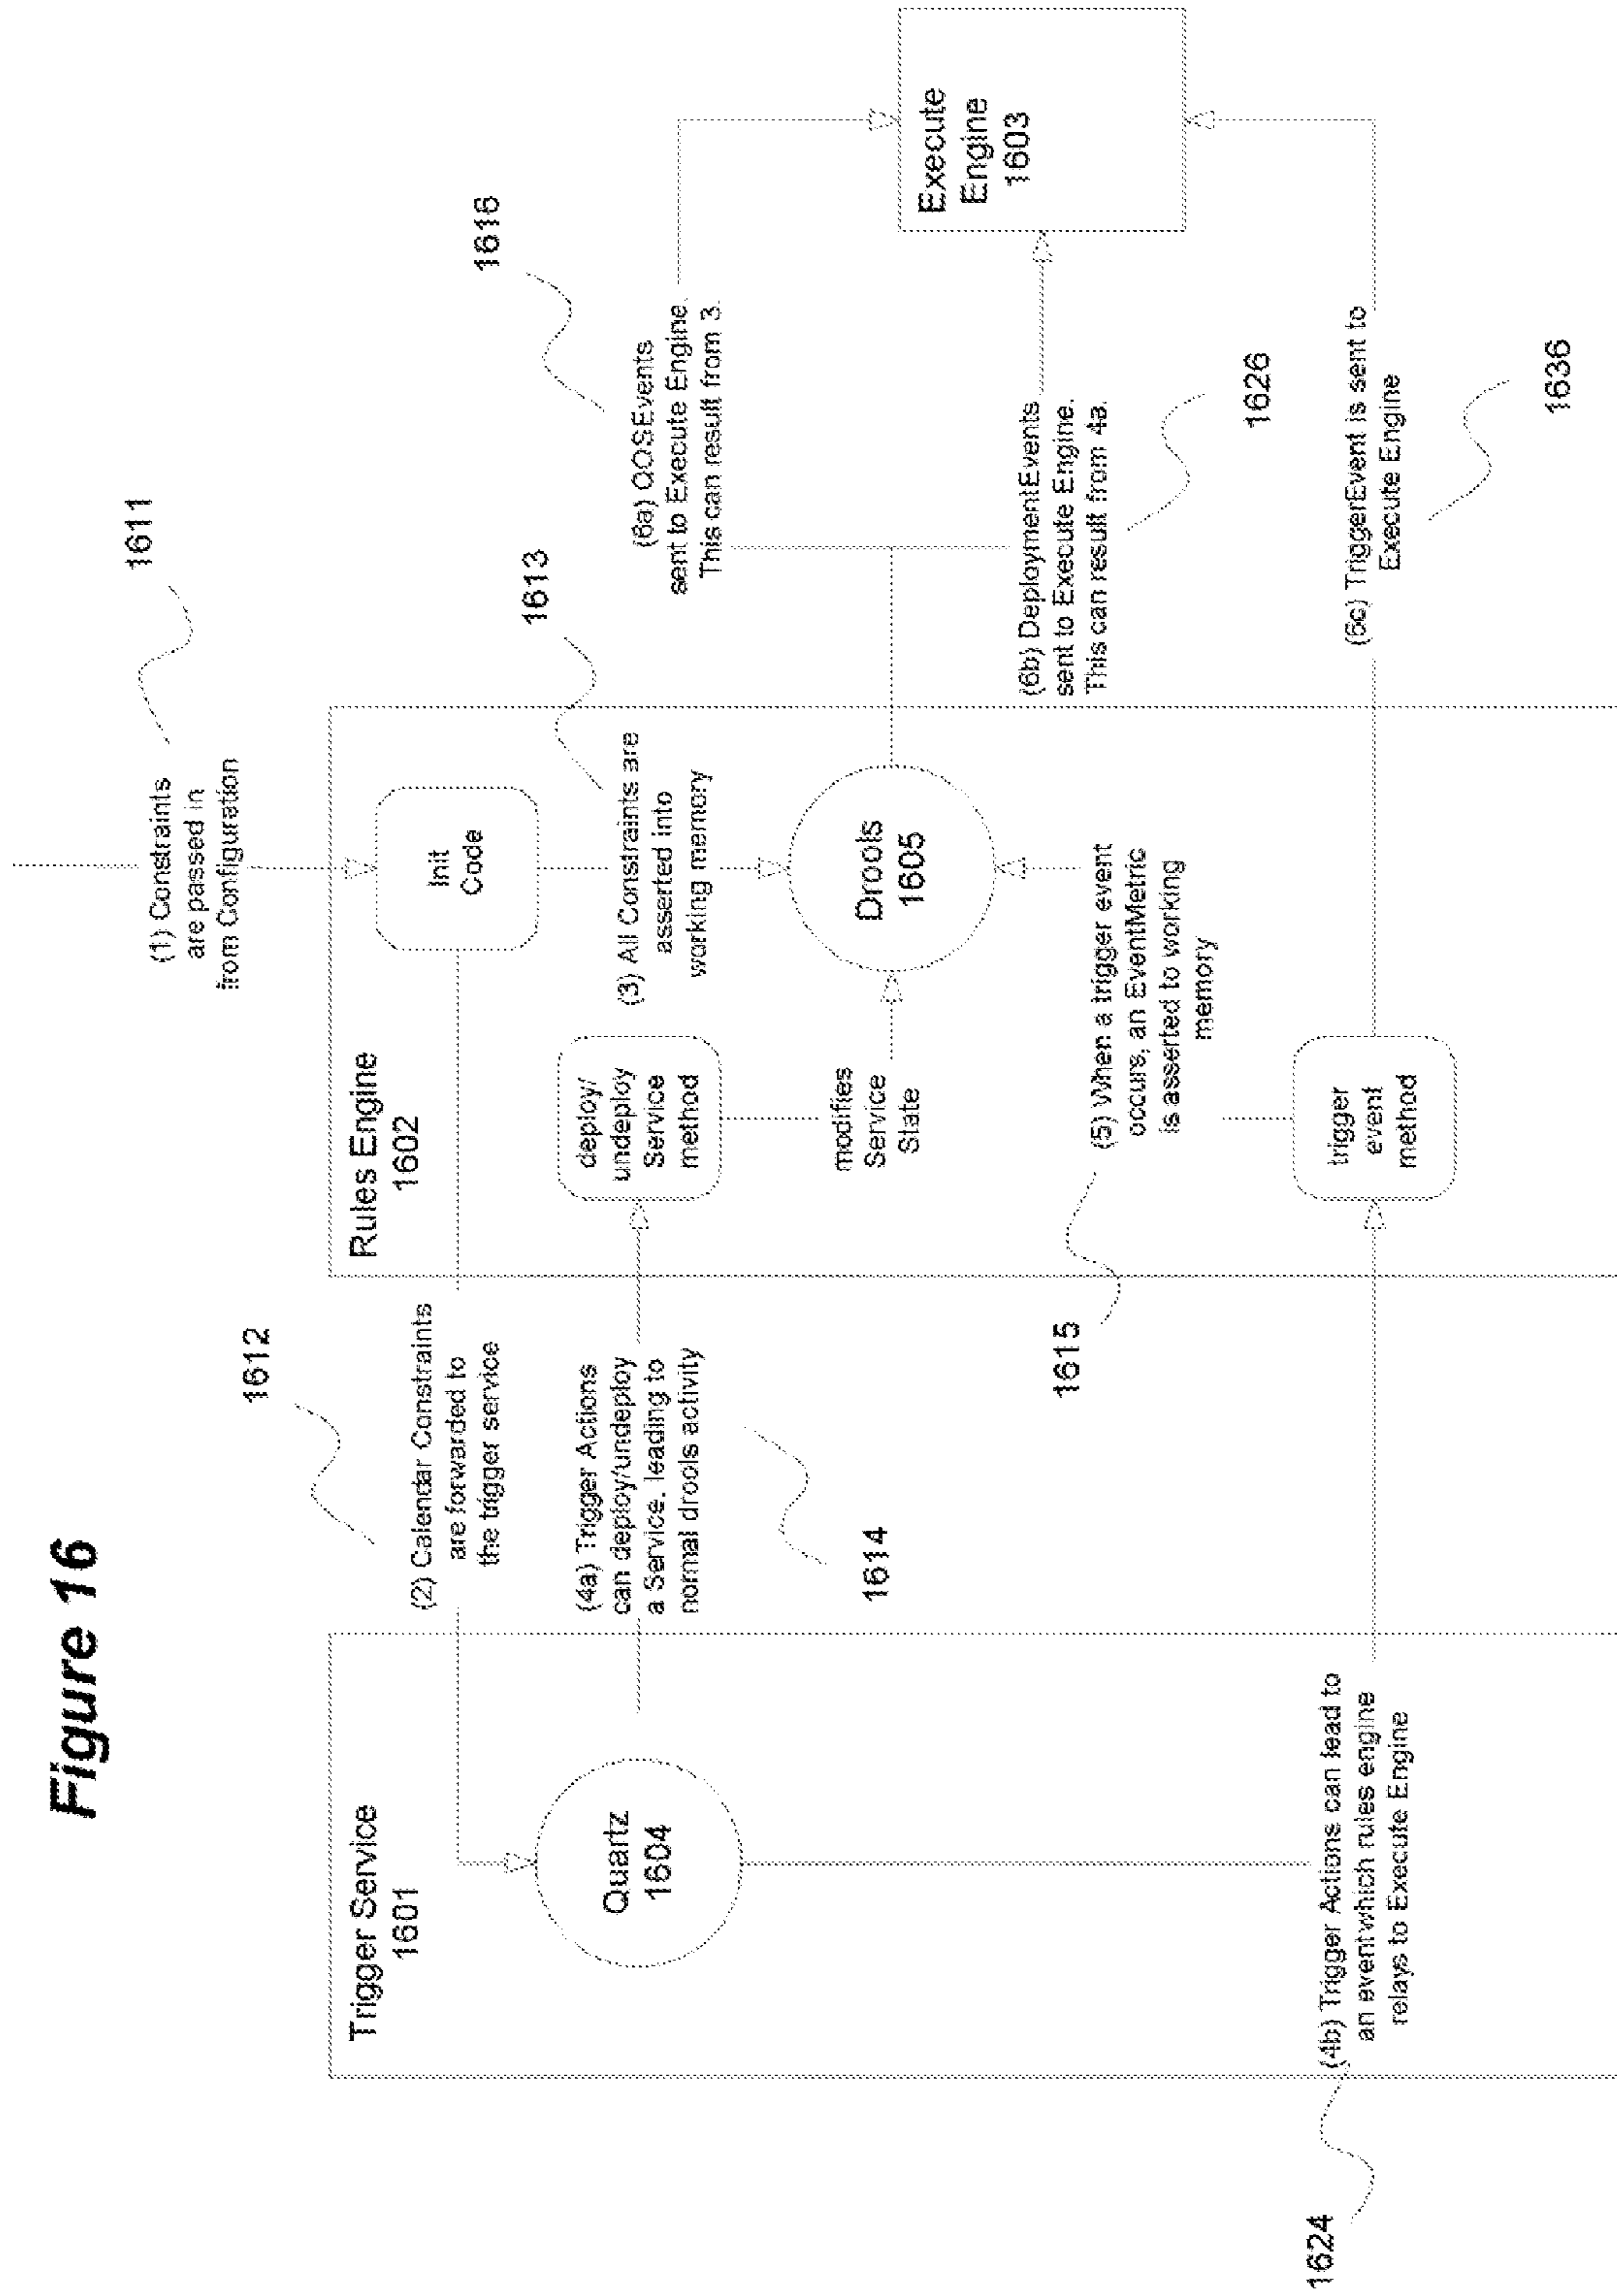 Figure 16
1611
(1) Constraints
are passed in
from Configuration
1612
(2) Calendar Constraints
are forwarded to
the trigger service
Trigger Service
1601
Rules Engine
1602
Init
Code
1613
(3) All Constraints are
asserted into
working memory
1616
(6a) QOSEvents
sent to Execute Engine.
This can result from 3.
Quartz
1604
(4a) Trigger Actions
can deploy/undeploy
a Service, leading to
normal drools activity
1614
deploy/
undeploy
Service
method
modifies
Service
State
Drools
1605
Execute
Engine
1603
(6b) DeploymentEvents
sent to Execute Engine.
This can result from 4a.
1626
1615
(5) When a trigger event
occurs, an EventMetric
is asserted to working
memory
(4b) Trigger Actions can lead to
an eventwhich rules engine
relays to Execute Engine
1624
trigger
event
method
(6c) TriggerEvent is sent to
Execute Engine
1636